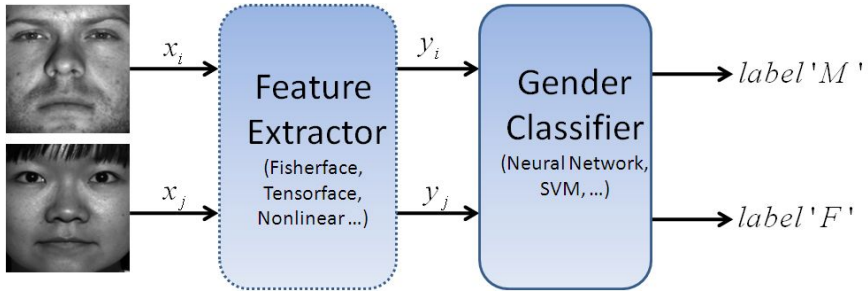 x_i
x_j
Feature
Extractor
(Fisherface,
Tensorface,
Nonlinear ...)
y_i
y_j
Gender
Classifier
(Neural Network,
SVM, ...)
label 'M '
label 'F '